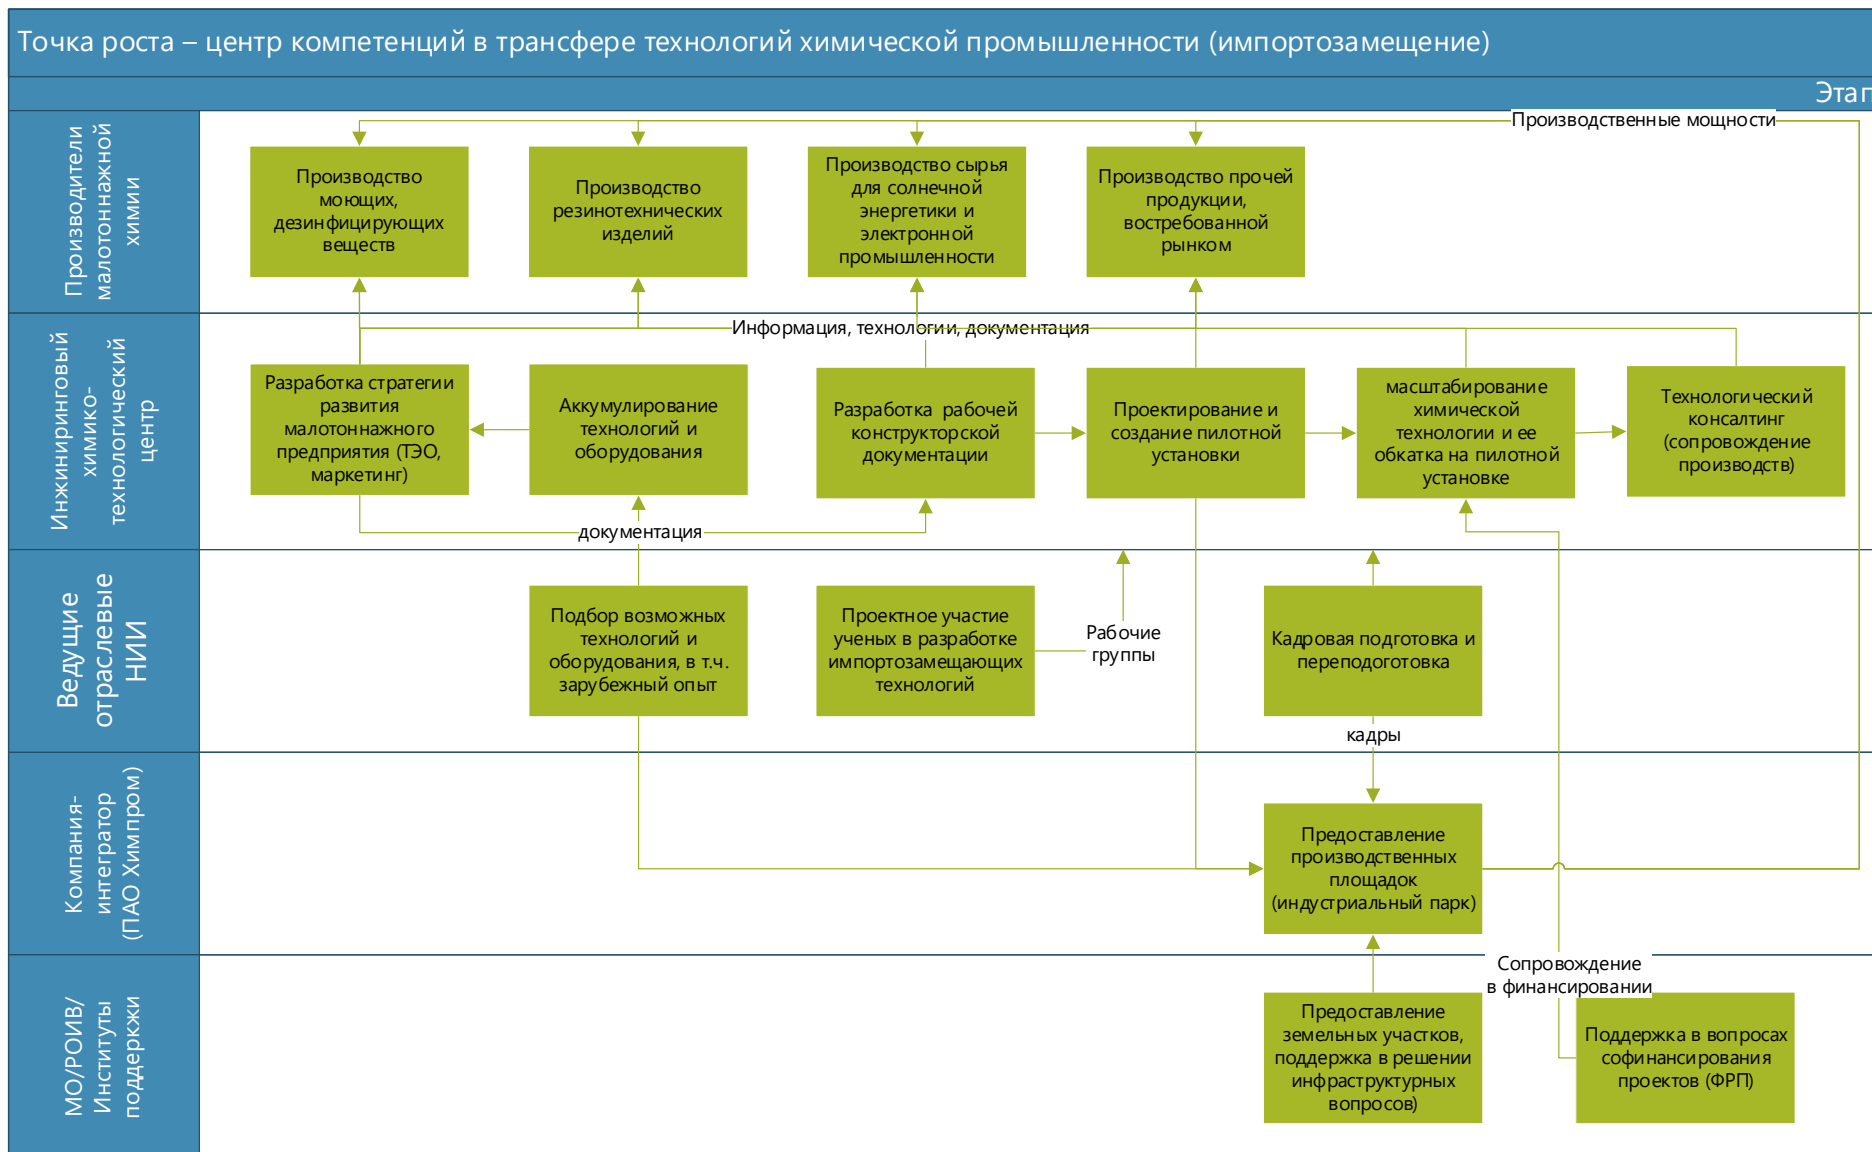 Точка роста – центр компетенций в трансфере технологий химической промышленности (импортозамещение)
Этап
Производители
малотоннажной
химии
Производственные мощности
Производство
моющих,
дезинфицирующих
веществ
Производство
резинотехнических
изделий
Производство сырья
для солнечной
энергетики и
электронной
промышленности
Производство прочей
продукции,
востребованной
рынком
Инжиниринговый
химико-
технологический
центр
Информация, технологии, документация
Разработка стратегии
развития
малотоннажного
предприятия (ТЭО,
маркетинг)
Аккумулирование
технологий и
оборудования
Разработка рабочей
конструкторской
документации
Проектирование и
создание пилотной
установки
масштабирование
химической
технологии и ее
обкатка на пилотной
установке
Технологический
консалтинг
(сопровождение
производств)
документация
Ведущие
отраслевые
НИИ
Подбор возможных
технологий и
оборудования, в т.ч.
зарубежный опыт
Проектное участие
ученых в разработке
импортозамещающих
технологий
Рабочие
группы
Кадровая подготовка и
переподоготовка
кадры
Компания-
интегратор
(ПАО Химпром)
Предоставление
производственных
площадок
(индустриальный парк)
МО/РОИВ/
Институты
поддеркжи
Сопровождение
в финансировании
Предоставление
земельных участков,
поддержка в решении
инфраструктурных
вопросов)
Поддержка в вопросах
софинансирования
проектов (ФРП)